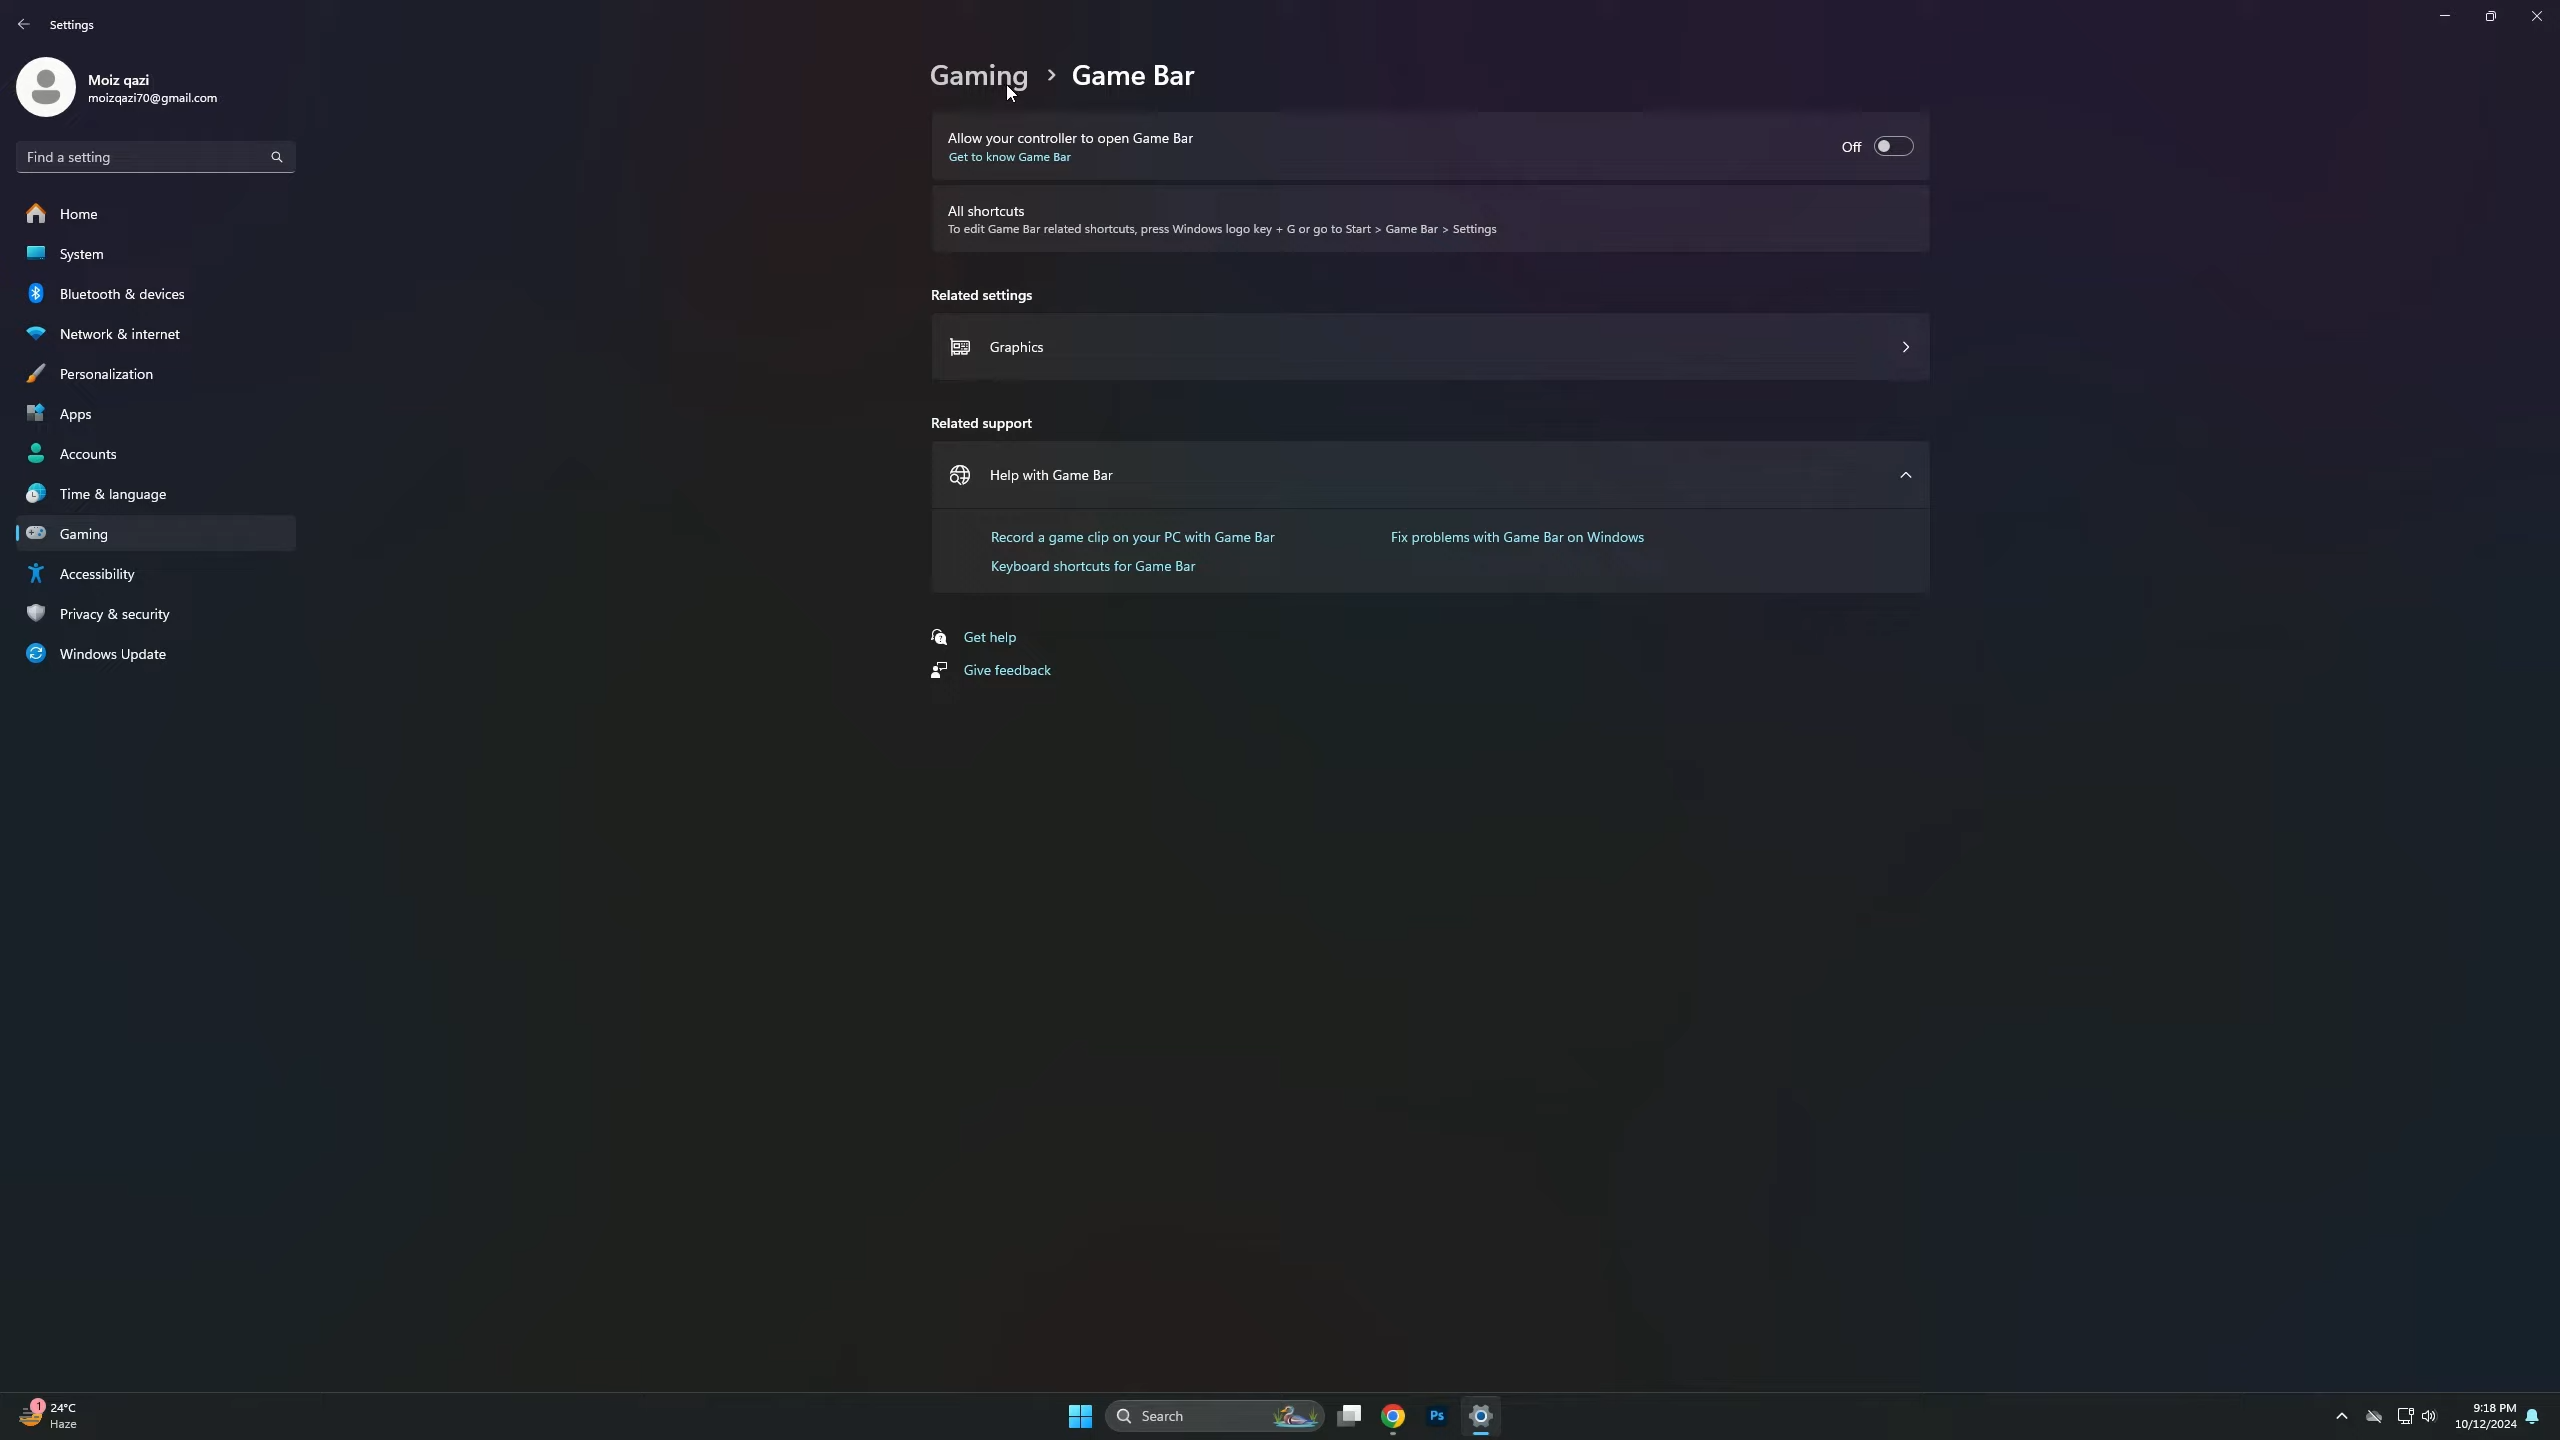 Settings
Moiz qazi
moizqazi70@gmail.com
Find a setting
Home
System
Bluetooth & devices
Network & internet
Personalization
Apps
Accounts
Time & language
Gaming
Accessibility
Privacy & security
Windows Update
Gaming > Game Bar
Allow your controller to open Game Bar
Get to know Game Bar
Off
All shortcuts
To edit Game Bar related shortcuts, press Windows logo key + G or go to Start > Game Bar > Settings
Related settings
Graphics
Related support
Help with Game Bar
Record a game clip on your PC with Game Bar
Fix problems with Game Bar on Windows
Keyboard shortcuts for Game Bar
Get help
Give feedback
1
24°C
Haze
Search
Ps
9:18 PM
10/12/2024